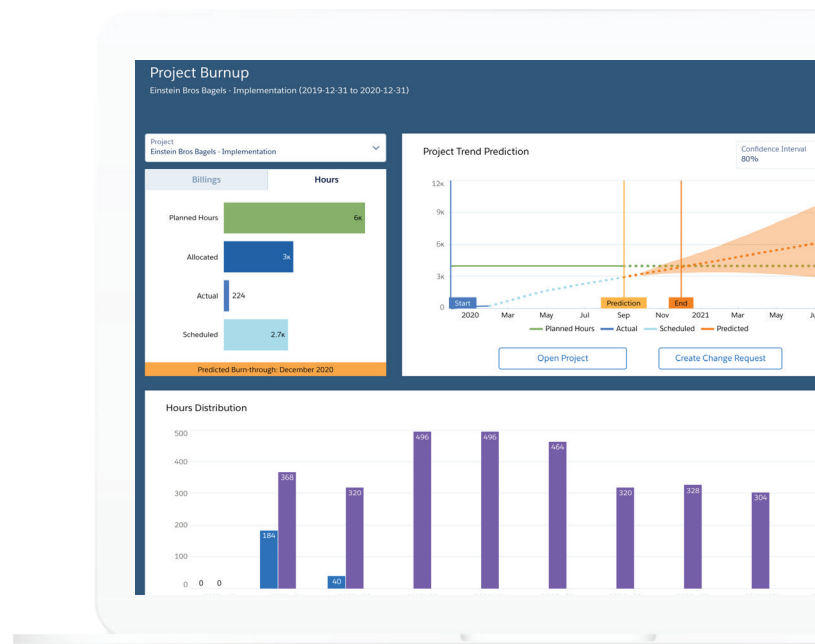 Project Burnup
Einstein Bros Bagels - Implementation (2019-12-31 to 2020-12-31)
Project
Einstein Bros Bagels - Implementation
Billings
Hours
Planned Hours
6K
Allocated
3K
Actual
224
Scheduled
2.7K
Predicted Burn-through: December 2020
Project Trend Prediction
Confidence Interval
80%
12K
9K
6K
3K
0
Start
Prediction
End
2020 Mar May Jul Sep Nov 2021 Mar May
Planned Hours Actual Scheduled Predicted
Open Project
Create Change Request
Hours Distribution
500
400
300
200
100
0
0 0
184
368
40
320
496
496
464
320
328
304